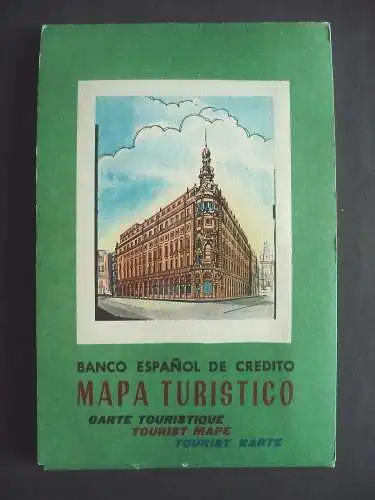 BANCO ESPAÑOL DE CREDITO
MAPA TURISTICO
CARTE TOURISTIQUE
TOURIST MAPE
TOURIST KARTE